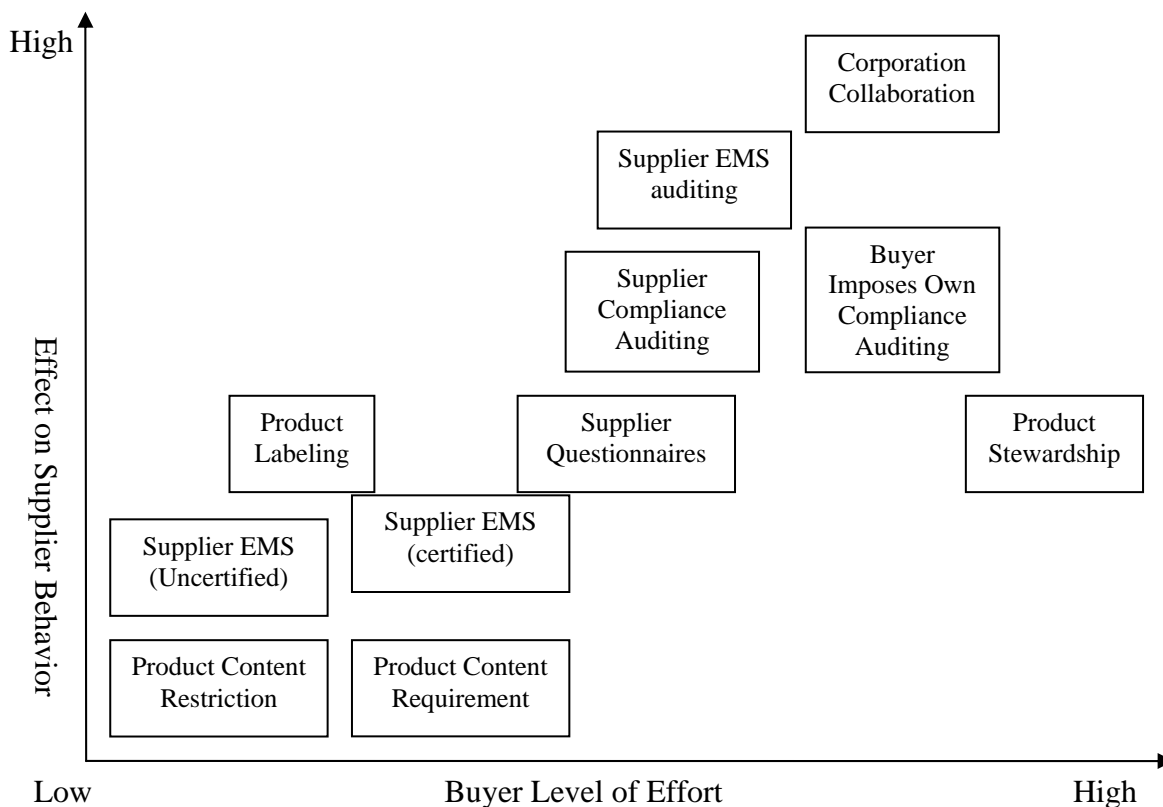 High
Corporation
Collaboration
Supplier EMS
auditing
Supplier
Compliance
Auditing
Buyer
Imposes Own
Compliance
Auditing
Effect on Supplier Behavior
Product
Labeling
Supplier
Questionnaires
Product
Stewardship
Supplier EMS
(certified)
Supplier EMS
(Uncertified)
Product Content
Restriction
Product Content
Requirement
Low
Buyer Level of Effort
High